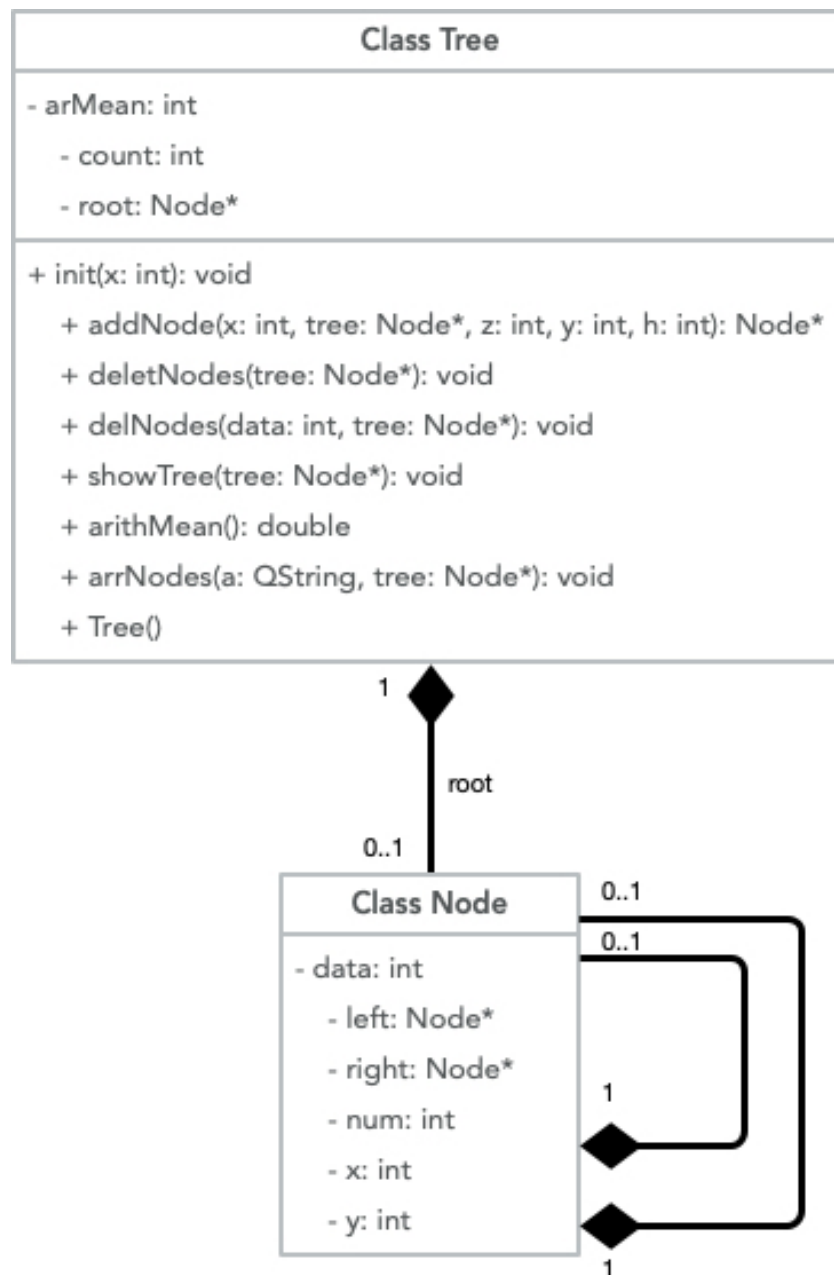 Class Tree
- arMean: int
- count: int
- root: Node*
+ init(x: int): void
+ addNode(x: int, tree: Node*, z: int, y: int, h: int): Node*
+ deletNodes(tree: Node*): void
+ delNodes(data: int, tree: Node*): void
+ showTree(tree: Node*): void
+ arithMean(): double
+ arrNodes(a: QString, tree: Node*): void
+ Tree()
1
root
0..1
Class Node
0..1
0..1
- data: int
- left: Node*
- right: Node*
- num: int
1
- x: int
- y: int
1